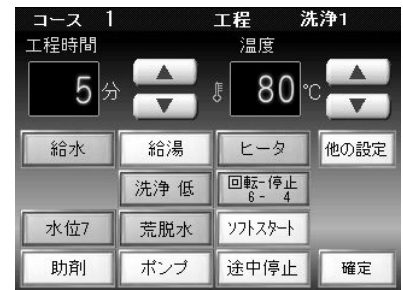 コース 1 工程 洗浄1
工程時間 温度
5分 80℃
給水 給湯 ヒータ 他の設定
洗浄 低 回転-停止
6- 4
水位7 荒脱水 ソフトスタート
助剤 ポンプ 途中停止 確定